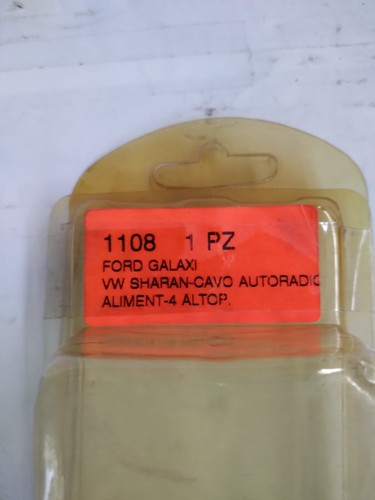 1108 1 PZ
FORD GALAXI
VW SHARAN-CAVO AUTORADIO
ALIMENT-4 ALTOP.